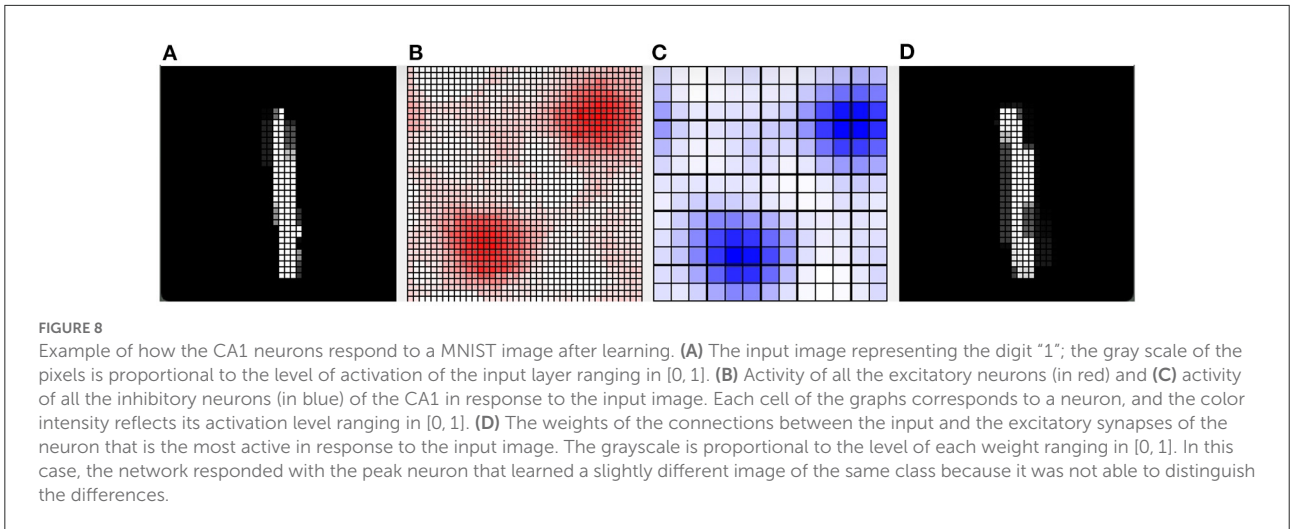 A B C D
FIGURE 8
Example of how the CA1 neurons respond to a MNIST image after learning. (A) The input image representing the digit “1”; the gray scale of the
pixels is proportional to the level of activation of the input layer ranging in [0, 1]. (B) Activity of all the excitatory neurons (in red) and (C) activity
of all the inhibitory neurons (in blue) of the CA1 in response to the input image. Each cell of the graphs corresponds to a neuron, and the color
intensity reflects its activation level ranging in [0, 1]. (D) The weights of the connections between the input and the excitatory synapses of the
neuron that is the most active in response to the input image. The grayscale is proportional to the level of each weight ranging in [0, 1]. In this
case, the network responded with the peak neuron that learned a slightly different image of the same class because it was not able to distinguish
the differences.